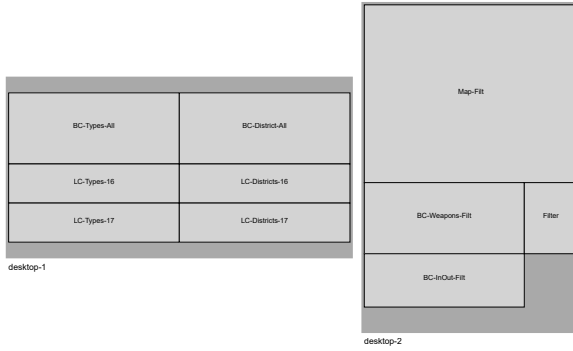 BC-Types-All
BC-District-All
LC-Types-16
LC-Districts-16
LC-Types-17
LC-Districts-17
desktop-1
Map-Filt
BC-Weapons-Filt
Filter
BC-InOut-Filt
desktop-2